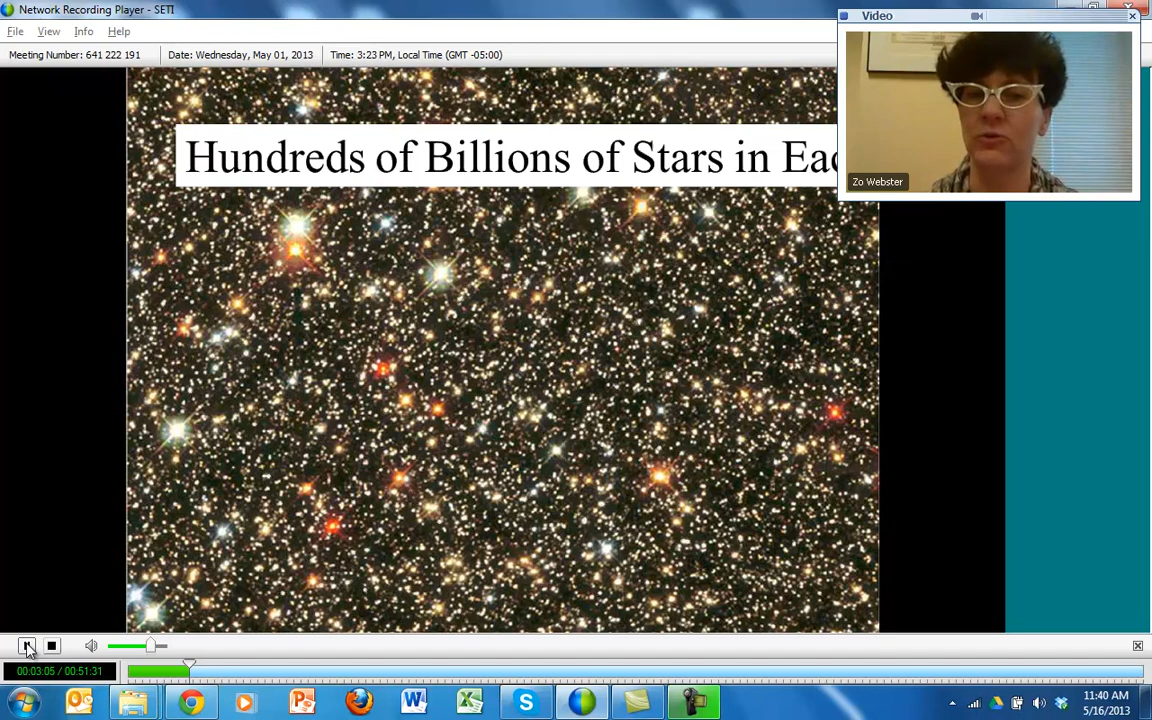 Network Recording Player - SETI
File View Info Help
Meeting Number: 641 222 191 Date: Wednesday, May 01, 2013 Time: 3:23 PM, Local Time (GMT -05:00)
Video
Zo Webster
Hundreds of Billions of Stars in Eac
00:03:05 / 00:51:31
11:40 AM
5/16/2013